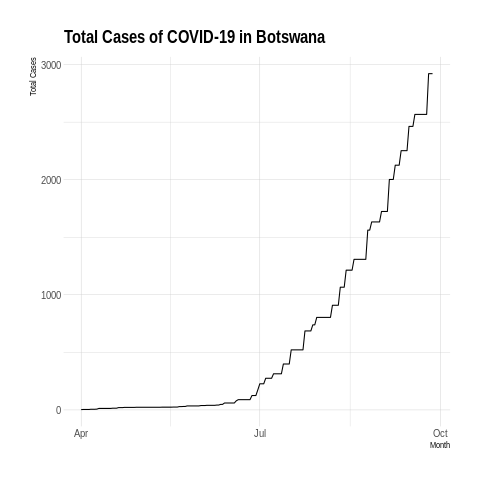 Total Cases of COVID-19 in Botswana
Total Cases
3000
2000
1000
0
Apr
Jul
Oct
Month